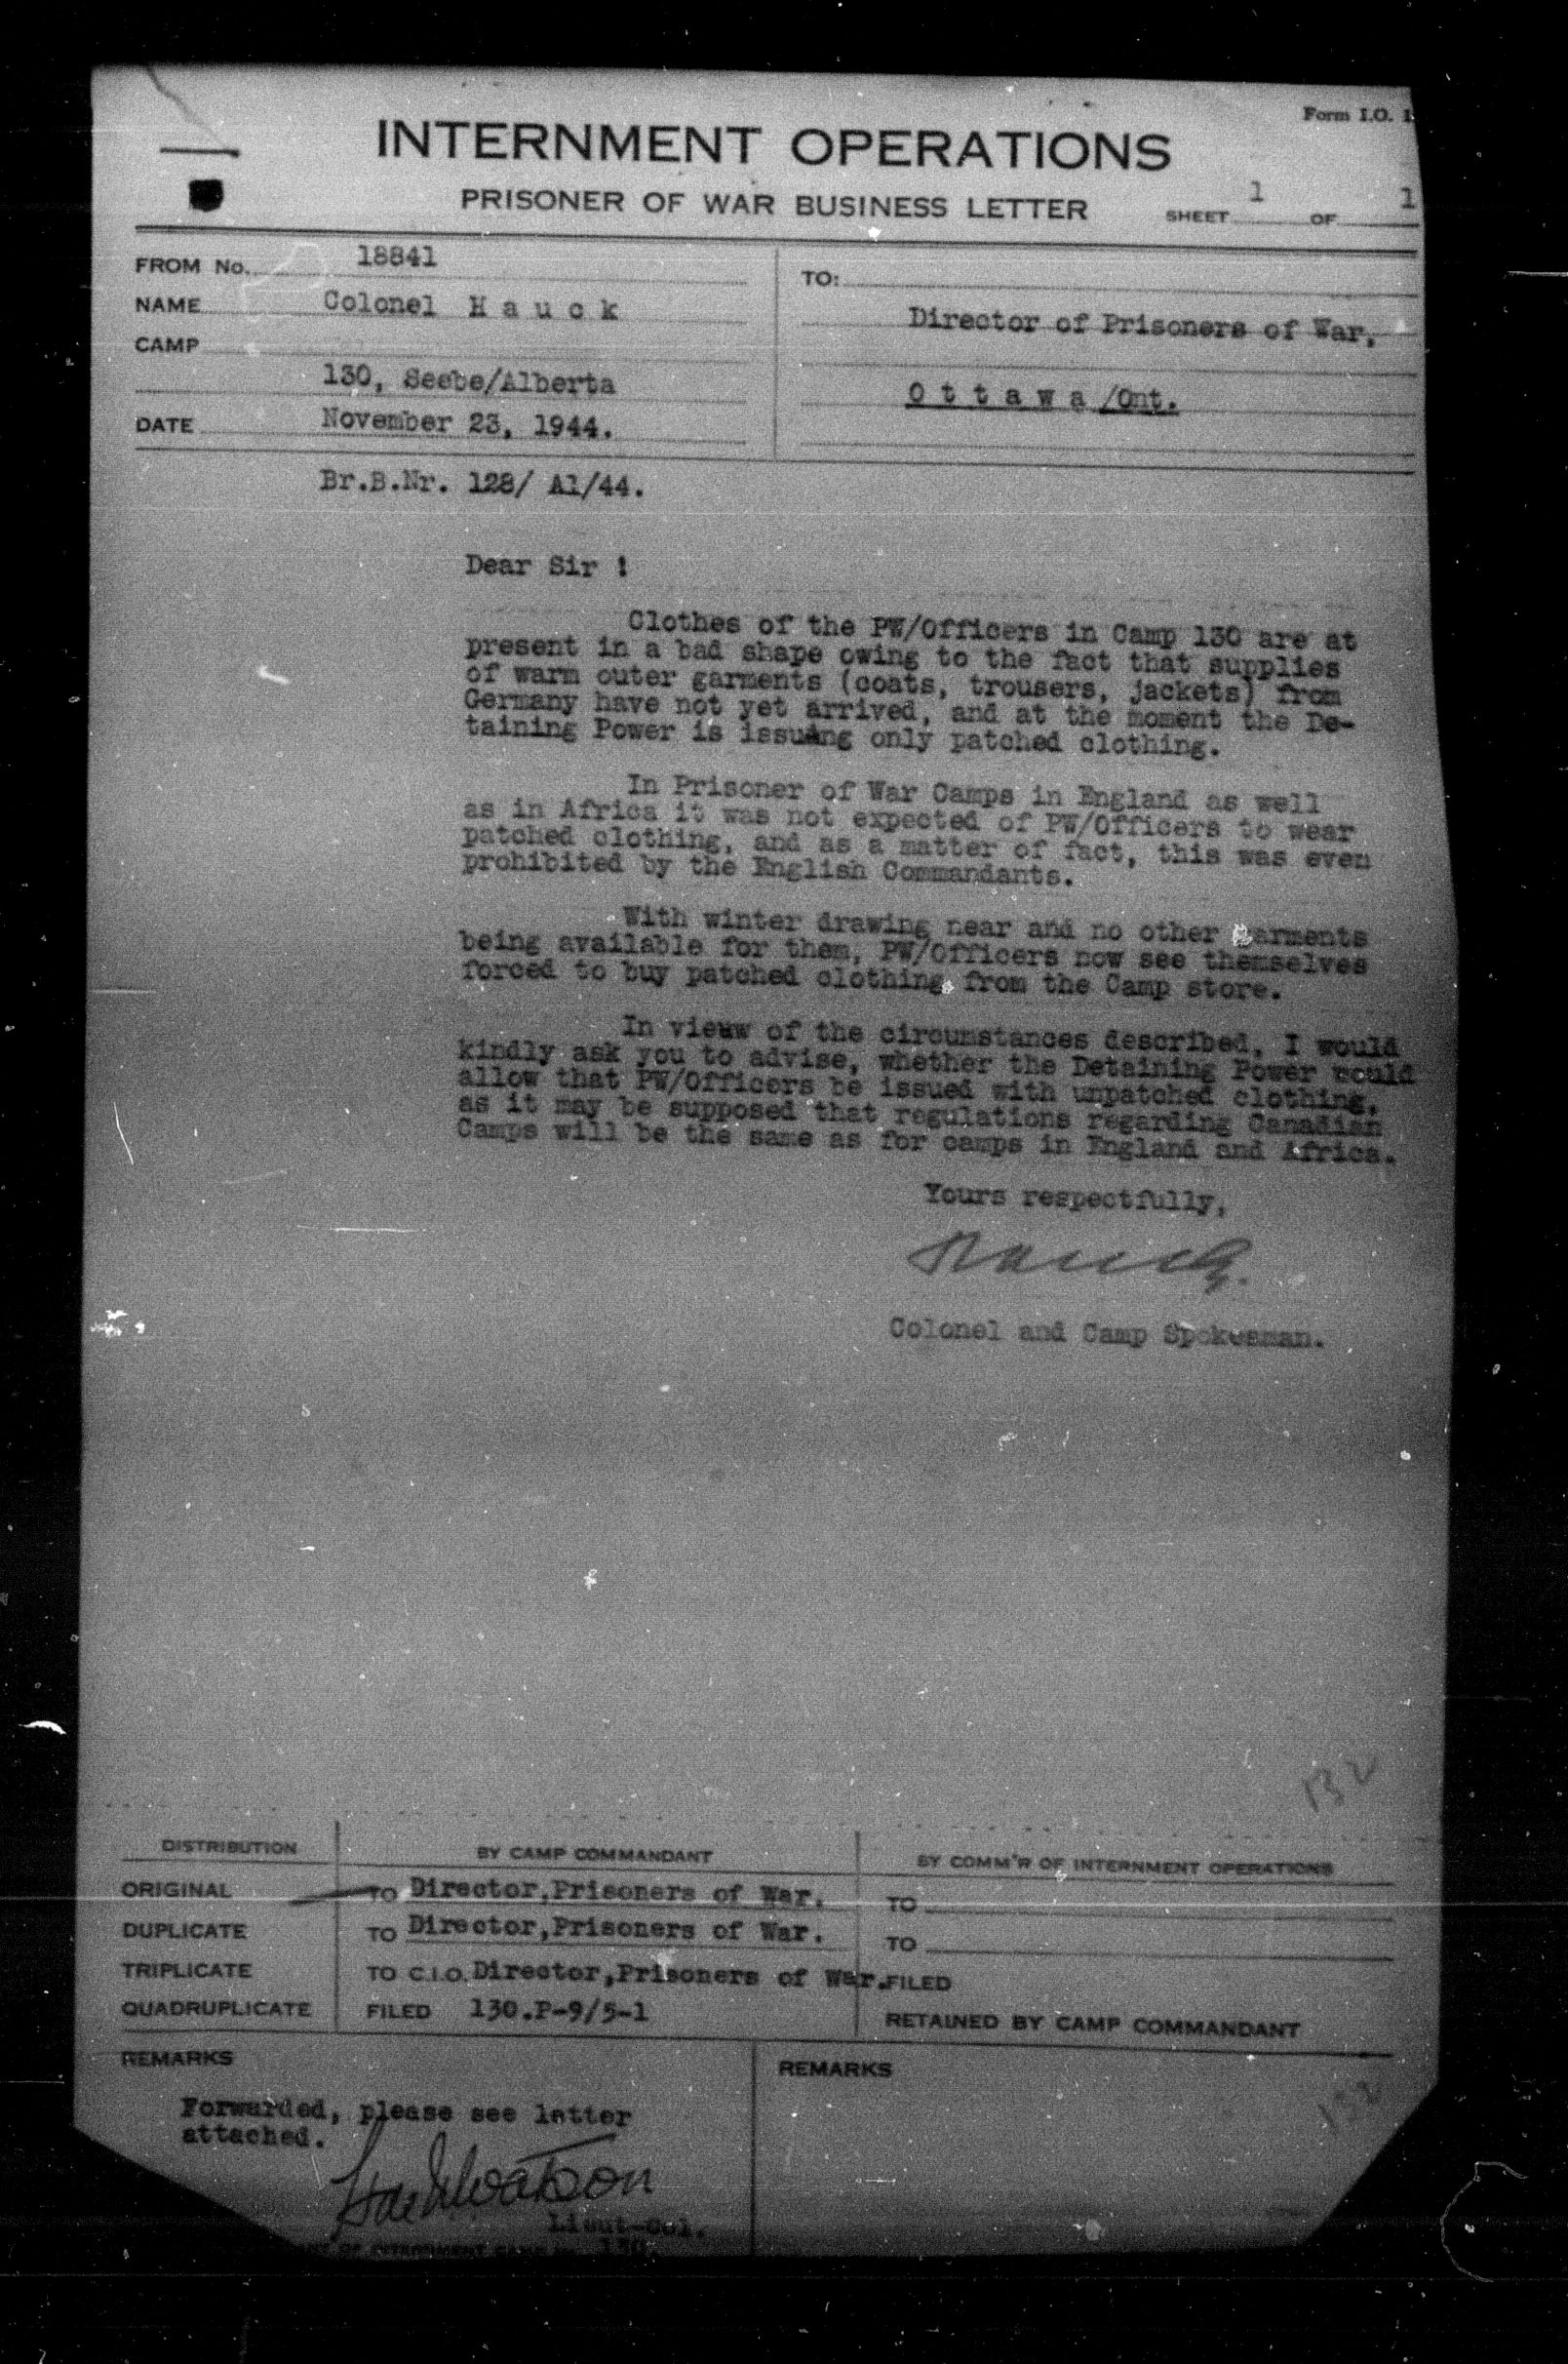 Form I.O. 1
INTERNMENT OPERATIONS
PRISONER OF WAR BUSINESS LETTER
SHEET 1 OF 1
FROM No. 18841
NAME Colonel H a u c k
CAMP
130, Seebe/Alberta
DATE November 23, 1944.
TO:
Director of Prisoners of War,
O t t a w a /Ont.
Br.B.Nr. 128/ A1/44.
Dear Sir !
Clothes of the PW/Officers in Camp 130 are at
present in a bad shape owing to the fact that supplies
of warm outer garments (coats, trousers, jackets) from
Germany have not yet arrived, and at the moment the De-
taining Power is issuing only patched clothing.
In Prisoner of War Camps in England as well
as in Africa it was not expected of PW/Officers to wear
patched clothing, and as a matter of fact, this was even
prohibited by the English Commandants.
With winter drawing near and no other garments
being available for them, PW/Officers now see themselves
forced to buy patched clothing from the Camp store.
In view of the circumstances described, I would
kindly ask you to advise, whether the Detaining Power would
allow that PW/Officers be issued with unpatched clothing,
as it may be supposed that regulations regarding Canadian
Camps will be the same as for camps in England and Africa.
Yours respectfully,
Hauck.
Colonel and Camp Spokesman.
132
DISTRIBUTION
BY CAMP COMMANDANT
BY COMM'R OF INTERNMENT OPERATIONS
ORIGINAL TO Director,Prisoners of War. TO
DUPLICATE TO Director,Prisoners of War. TO
TRIPLICATE TO C.I.O. Director,Prisoners of War. FILED
QUADRUPLICATE FILED 130.P-9/5-1 RETAINED BY CAMP COMMANDANT
REMARKS
REMARKS
Forwarded, please see letter
attached.
132
Watson
Lieut-Col.
OF INTERNMENT CAMP No. 130.